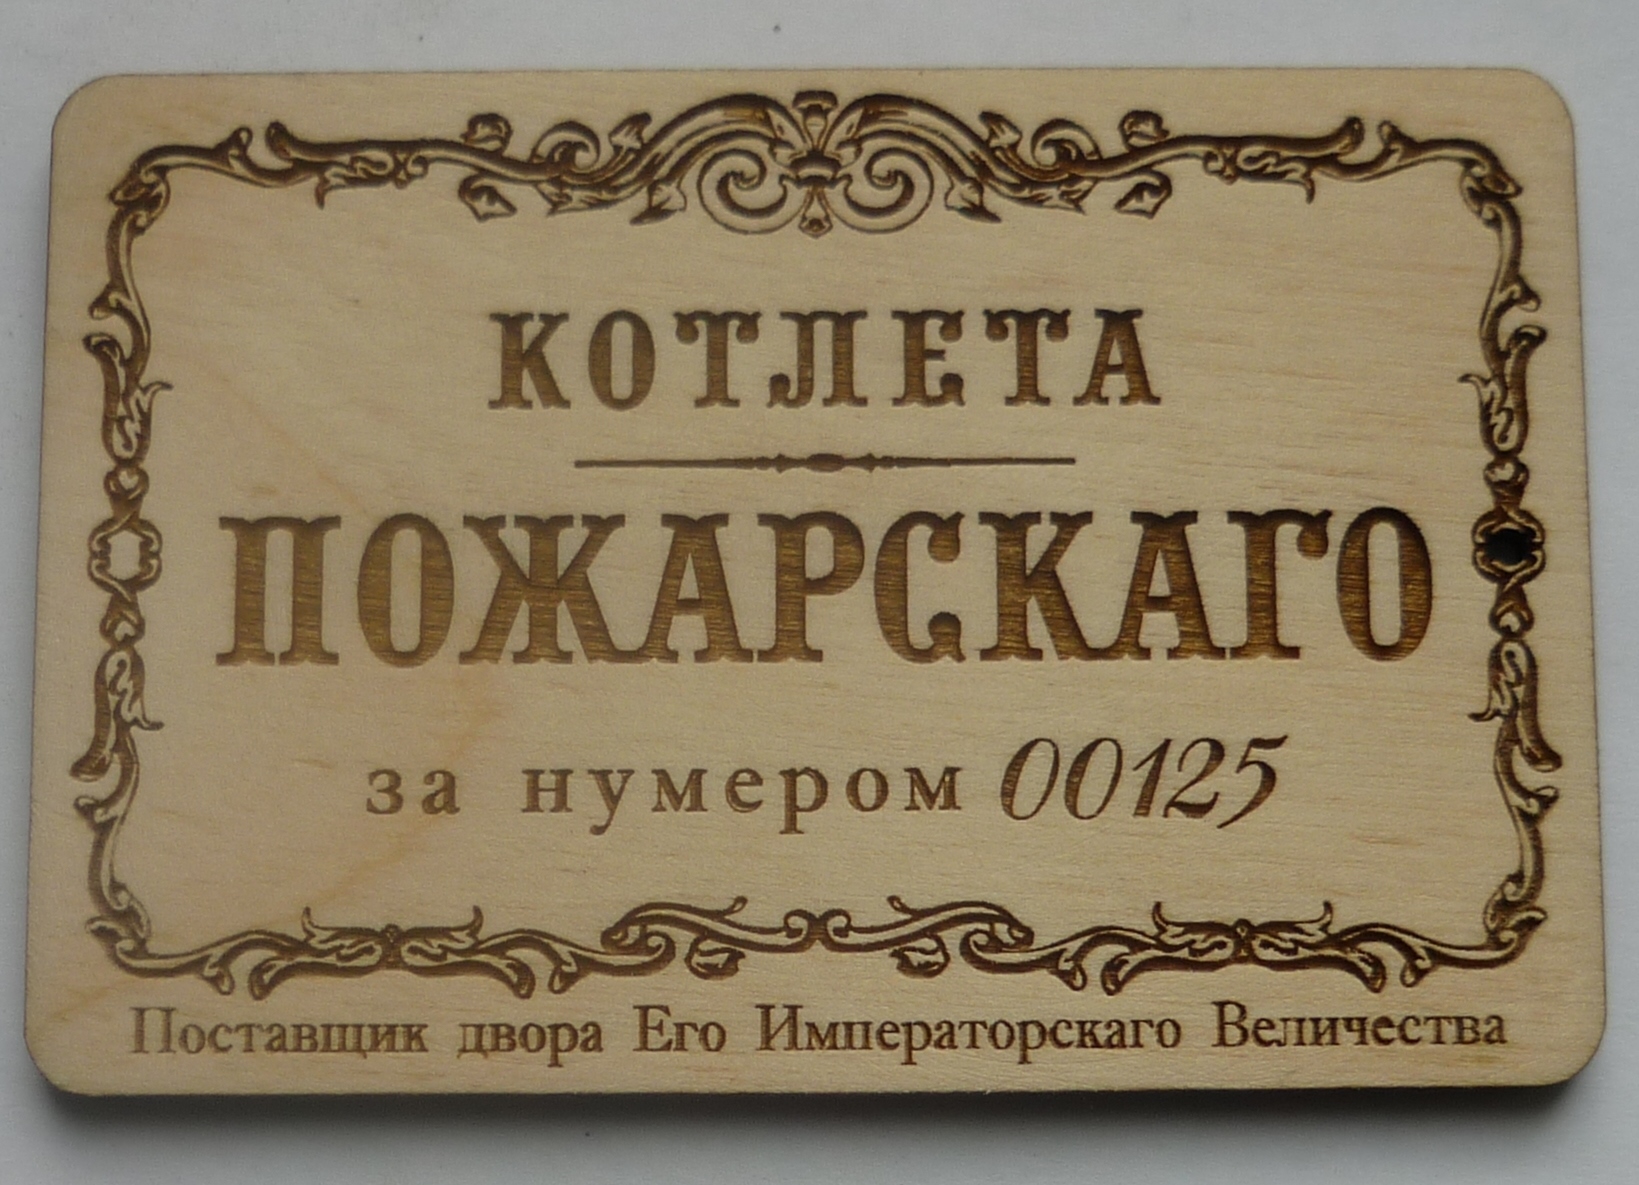 КОТЛЕТА
ПОЖАРСКАГО
за нумером 00125
Поставщик двора Его Императорскаго Величества